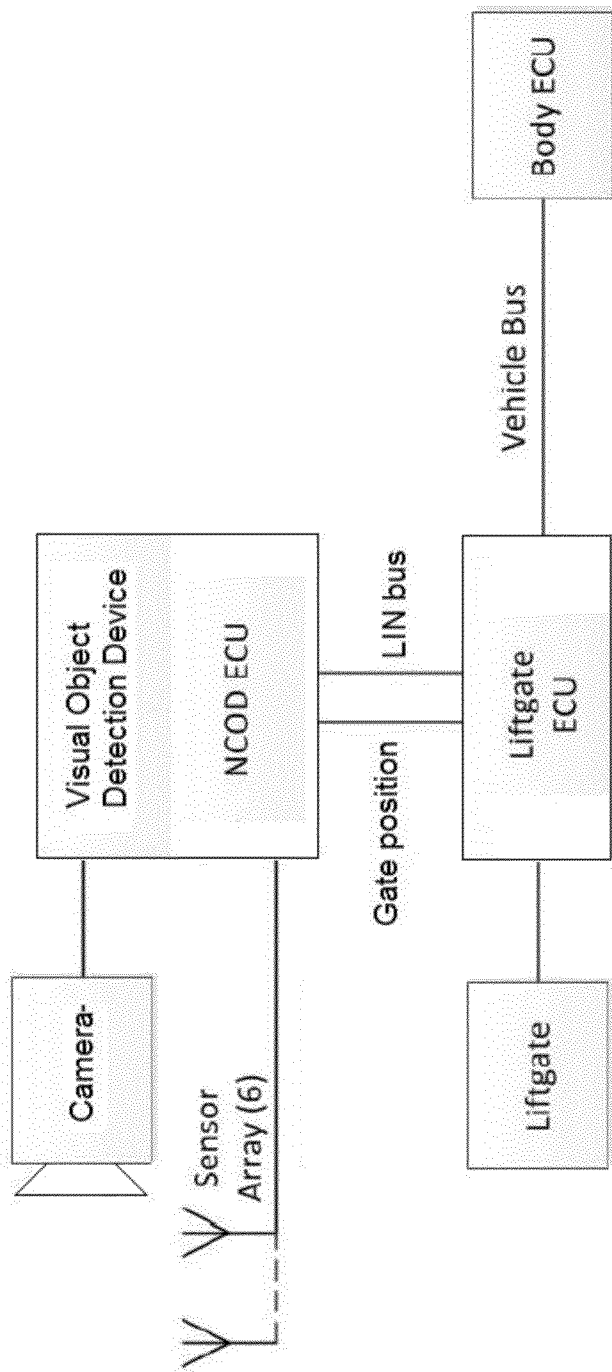 Camera-
Visual Object
Detection Device
NCOD ECU
Sensor
Array (6)
Gate position
LIN bus
Liftgate
Liftgate
ECU
Vehicle Bus
Body ECU